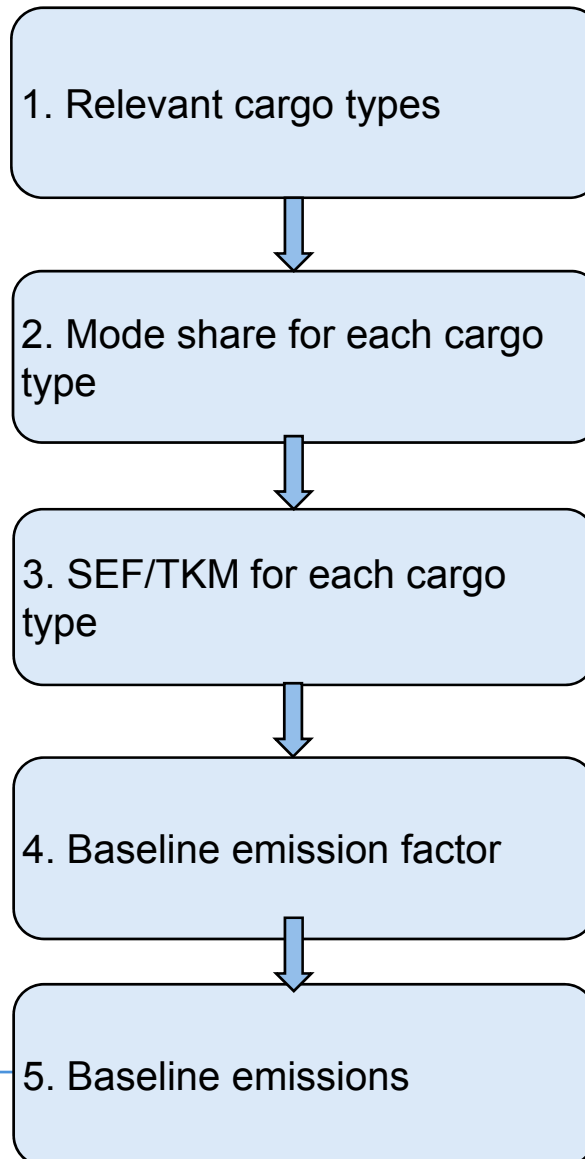 1. Relevant cargo types
2. Mode share for each cargo
type
3. SEF/TKM for each cargo
type
4. Baseline emission factor
5. Baseline emissions